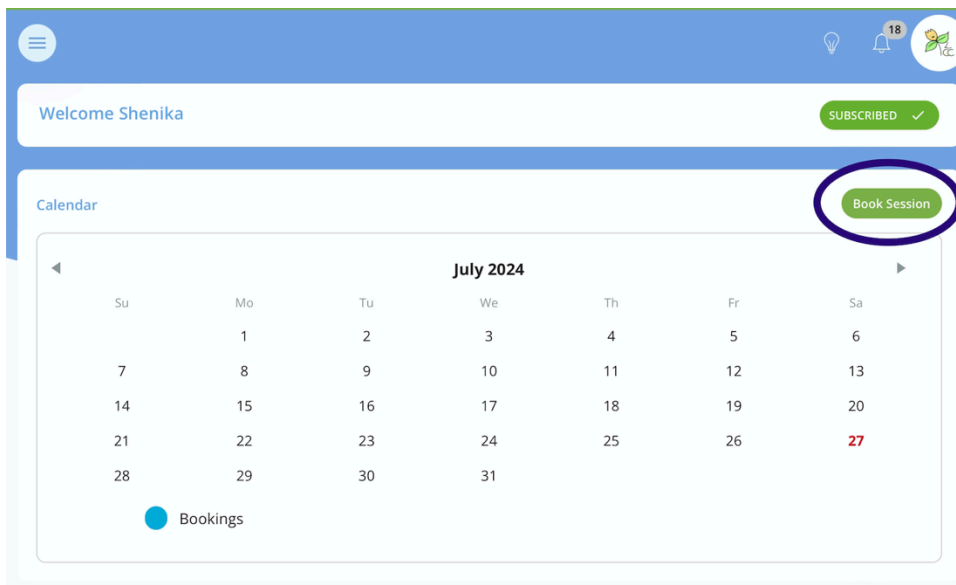 18
Welcome Shenika
SUBSCRIBED
Calendar
Book Session
July 2024
Su Mo Tu We Th Fr Sa
1 2 3 4 5 6
7 8 9 10 11 12 13
14 15 16 17 18 19 20
21 22 23 24 25 26 27
28 29 30 31
Bookings